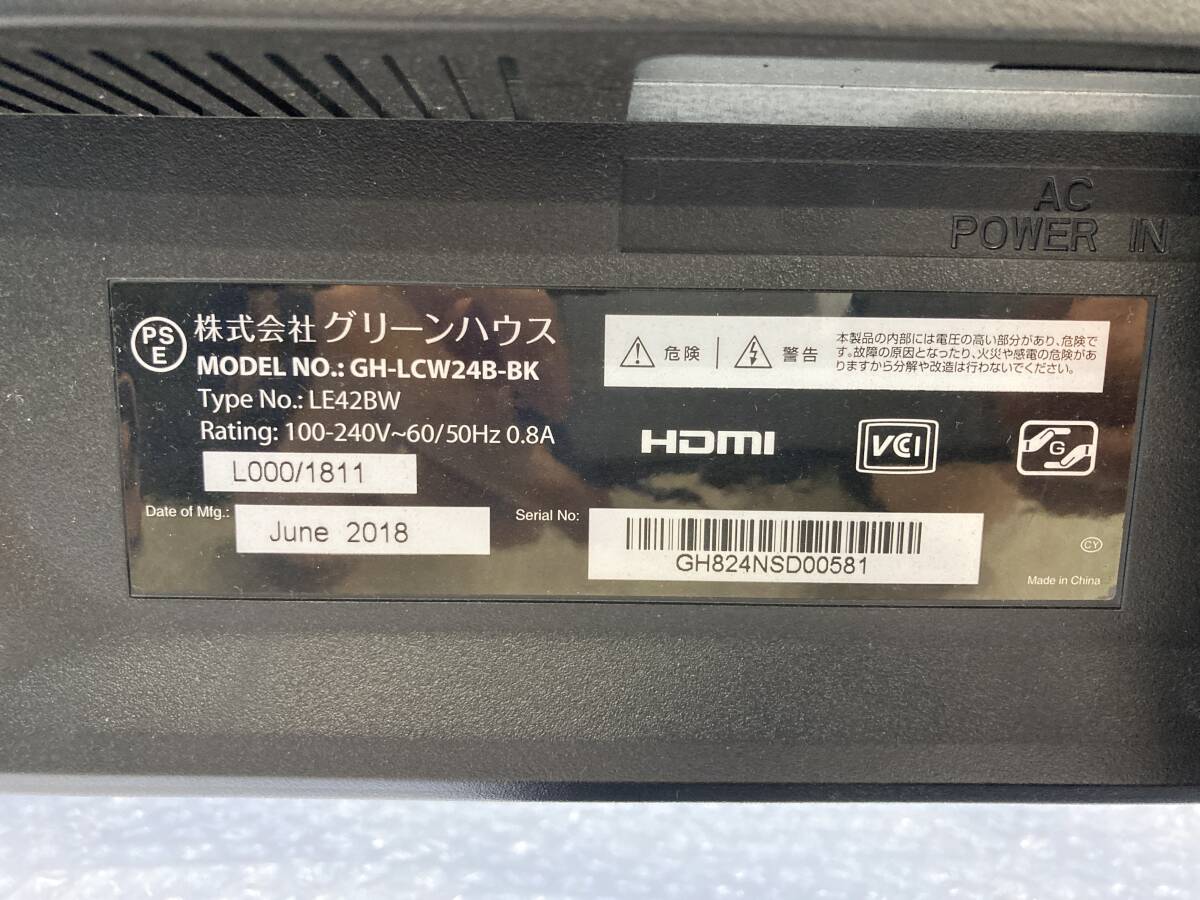 AC
POWER IN
PS
E
株式会社グリーンハウス
MODEL NO.: GH-LCW24B-BK
Type No.: LE42BW
Rating: 100-240V~60/50Hz 0.8A
L000/1811
Date of Mfg.:
June 2018
危険
警告
本製品の内部には電圧の高い部分があり、危険で
す。故障の原因となったり、火災や感電の危険があ
りますから分解や改造は行わないでください。
HDMI
VCCI
G
Serial No:
GH824NSD00581
CY
Made in China